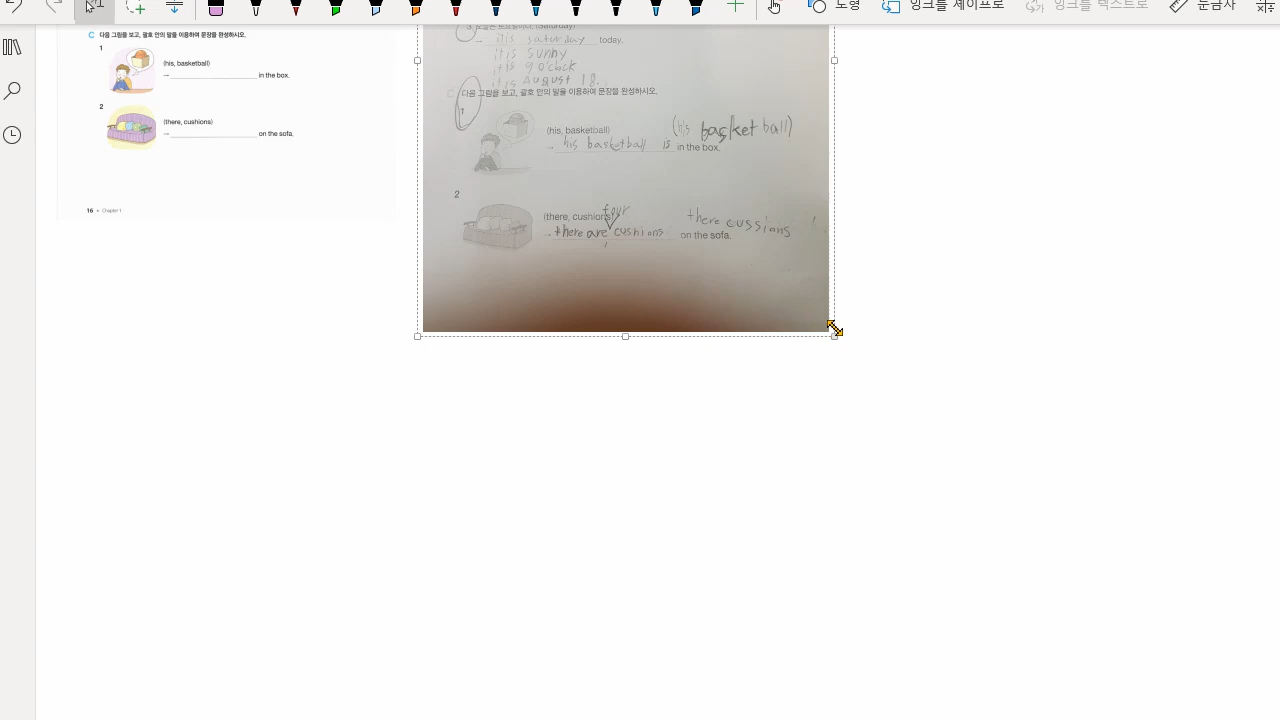 도형
잉크를 셰이프로
잉크를 텍스트로
눈금자
C 다음 그림을 보고, 괄호 안의 말을 이용하여 문장을 완성하시오.
1
(his, basketball)
→ in the box.
2
(there, cushions)
→ on the sofa.
16 • Chapter 1
(Saturday)
→ it is saturday today.
it is sunny
it is 9 o'clock
it is August 18.
C 다음 그림을 보고, 괄호 안의 말을 이용하여 문장을 완성하시오.
1
(his, basketball) (his basket ball)
→ his basketball is in the box.
2
four
(there, cushions) there cussions
→ there are cushions on the sofa.